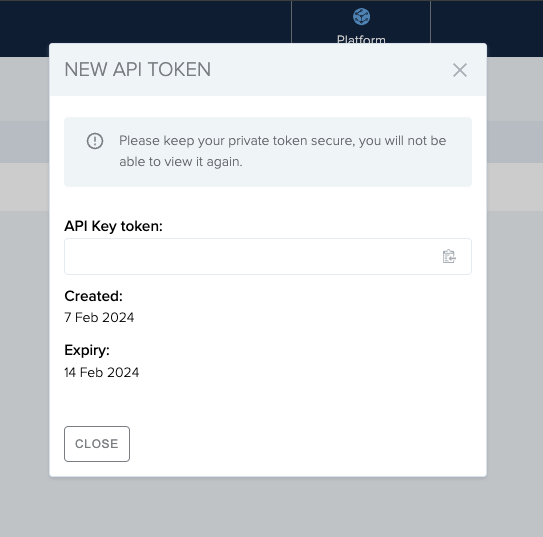 Platform
NEW API TOKEN
Please keep your private token secure, you will not be
able to view it again.
API Key token:
Created:
7 Feb 2024
Expiry:
14 Feb 2024
CLOSE